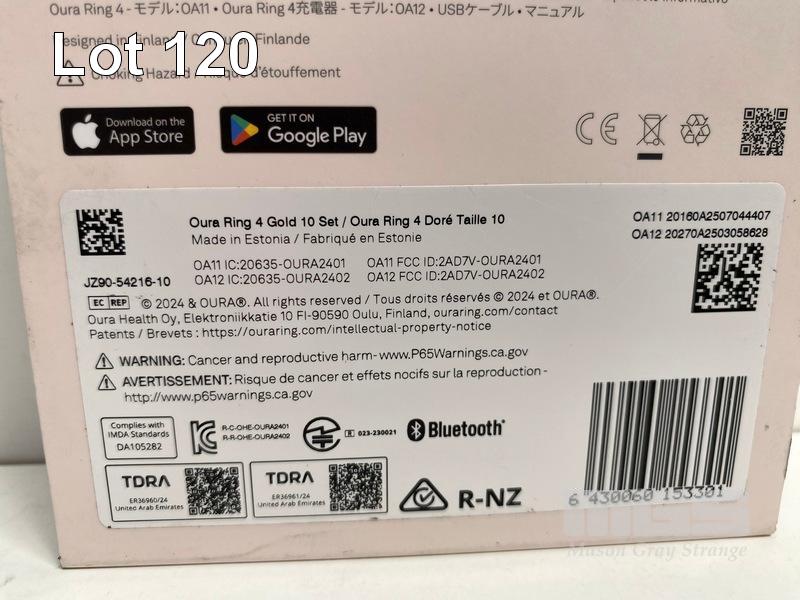 Oura Ring 4 - モデル:OA11 • Oura Ring 4充電器 - モデル:OA12 • USBケーブル • マニュアル
Lot 120
Choking Hazard / Risque d'étouffement
Download on the
App Store
GET IT ON
Google Play
CE
Oura Ring 4 Gold 10 Set / Oura Ring 4 Doré Taille 10
Made in Estonia / Fabriqué en Estonie
OA11 20160A2507044407
OA12 20270A2503058628
JZ90-54216-10
OA11 IC:20635-OURA2401 OA11 FCC ID:2AD7V-OURA2401
OA12 IC:20635-OURA2402 OA12 FCC ID:2AD7V-OURA2402
EC REP © 2024 & OURA®. All rights reserved / Tous droits réservés © 2024 et OURA®.
Oura Health Oy, Elektroniikkatie 10 FI-90590 Oulu, Finland, ouraring.com/contact
Patents / Brevets : https://ouraring.com/intellectual-property-notice
WARNING: Cancer and reproductive harm- www.P65Warnings.ca.gov
AVERTISSEMENT: Risque de cancer et effets nocifs sur la reproduction -
http://www.p65warnings.ca.gov
Complies with
IMDA Standards
DA105282
R-C-OHE-OURA2401
R-R-OHE-OURA2402
R 023-230021
Bluetooth®
TDRA
ER36960/24
United Arab Emirates
TDRA
ER36961/24
United Arab Emirates
R-NZ
6 430060 153301
MGS
Mason Gray Strange